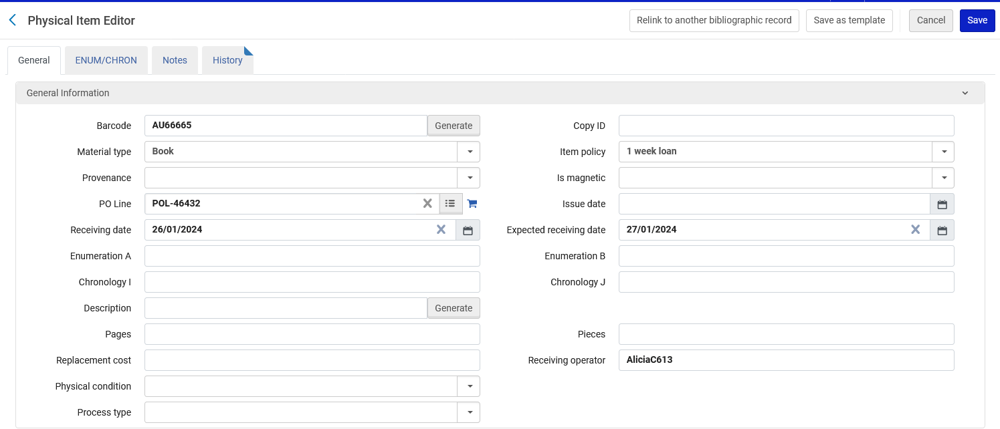 Physical Item Editor Relink to another bibliographic record Save as template Cancel Save
General ENUM/CHRON Notes History
General Information
Barcode AU66665 Generate Copy ID
Material type Book Item policy 1 week loan
Provenance Is magnetic
PO Line POL-46432 Issue date
Receiving date 26/01/2024 Expected receiving date 27/01/2024
Enumeration A Enumeration B
Chronology I Chronology J
Description Generate
Pages Pieces
Replacement cost Receiving operator AliciaC613
Physical condition
Process type